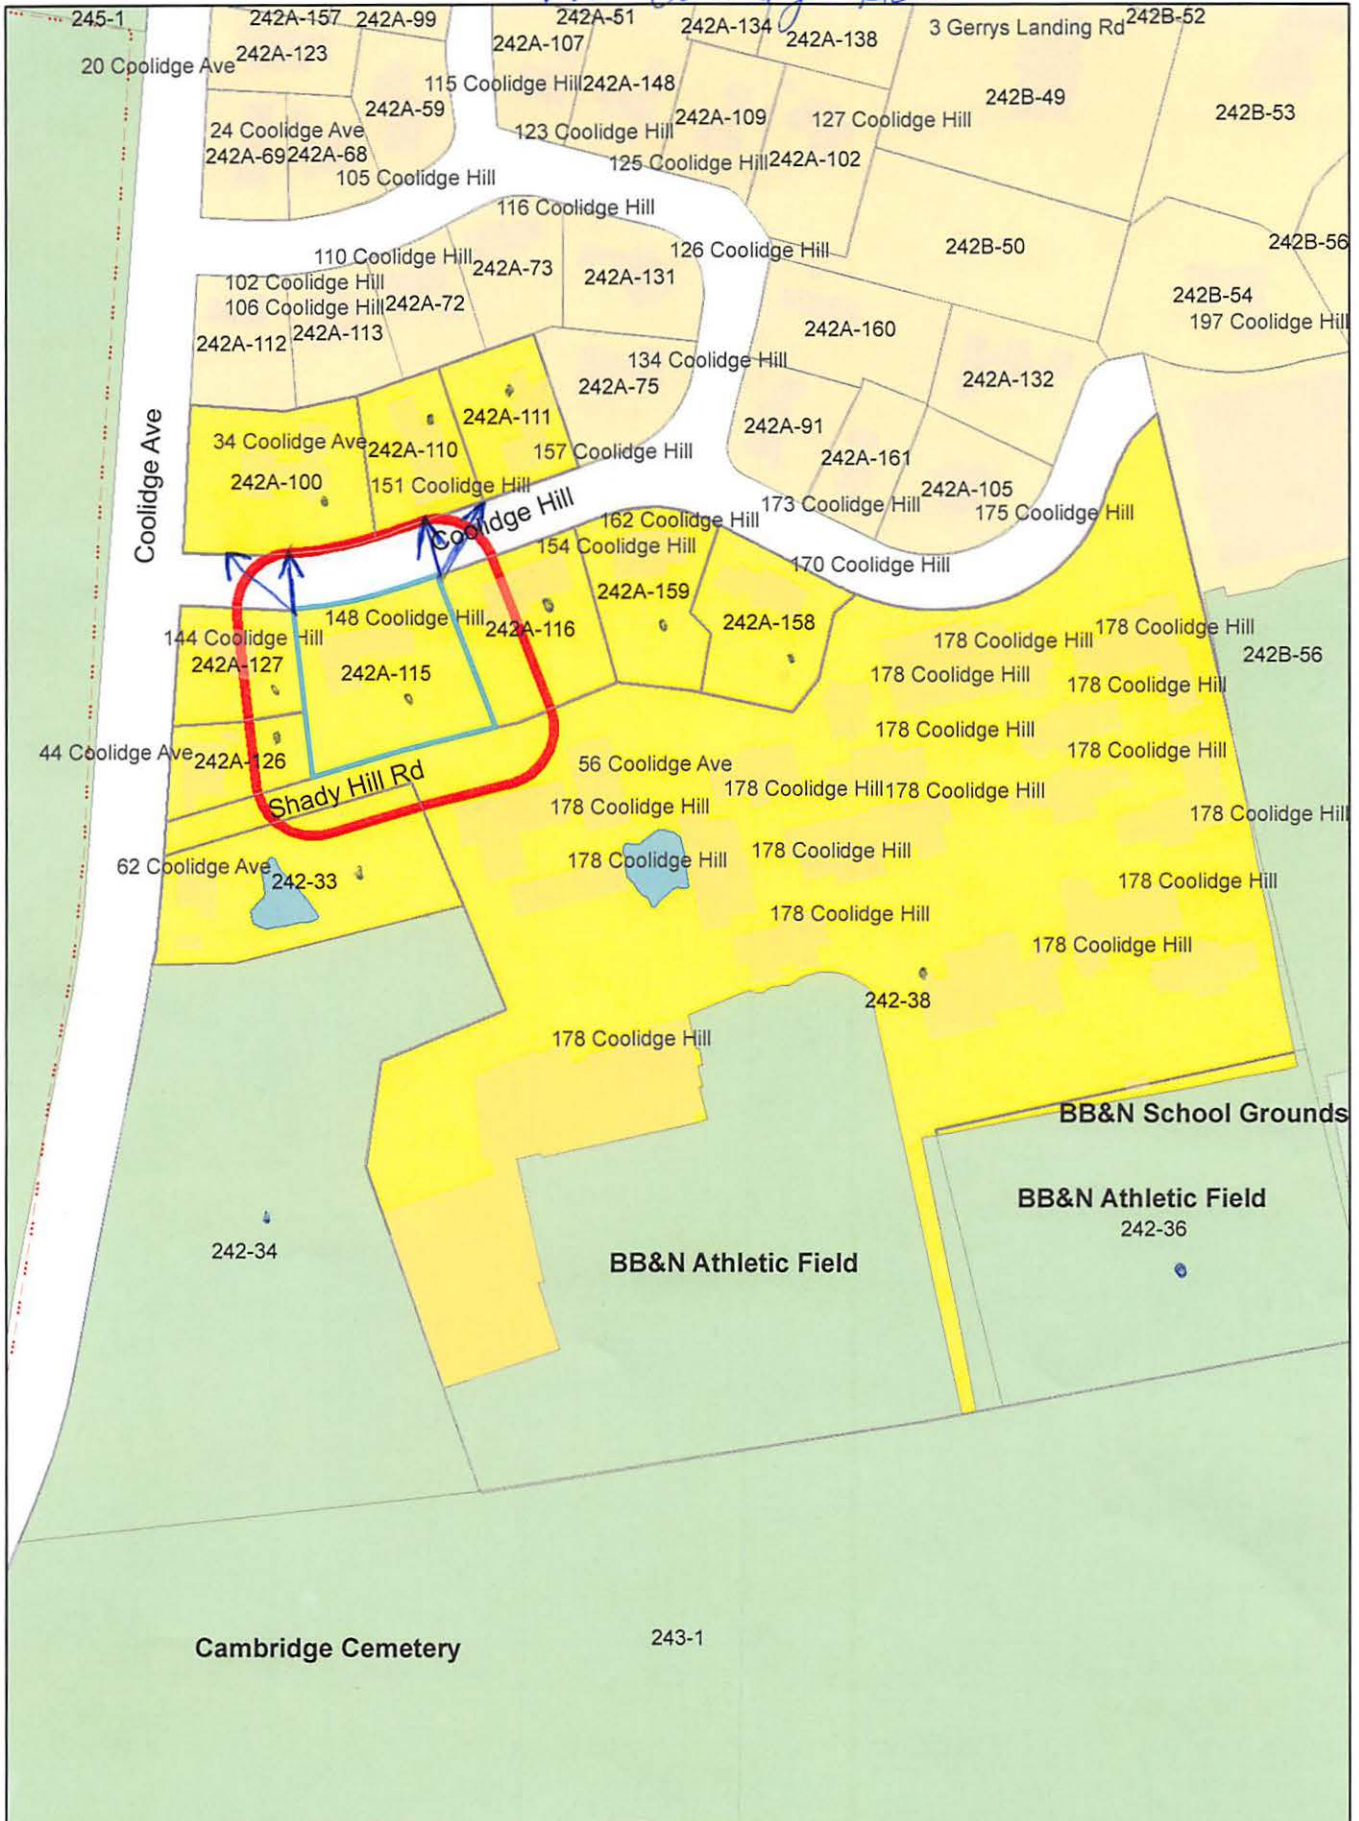 245-1
242A-157
242A-99
242A-51
242A-134
242B-52
242A-107
242A-138
3 Gerrys Landing Rd
20 Coolidge Ave
242A-123
115 Coolidge Hill
242A-148
242B-49
242B-53
242A-59
24 Coolidge Ave
123 Coolidge Hill
242A-109
127 Coolidge Hill
242A-69
242A-68
125 Coolidge Hill
242A-102
105 Coolidge Hill
116 Coolidge Hill
110 Coolidge Hill
242A-73
126 Coolidge Hill
242B-50
242B-56
102 Coolidge Hill
242A-131
106 Coolidge Hill
242A-72
242B-54
242A-112
242A-113
242A-160
197 Coolidge Hill
134 Coolidge Hill
242A-75
242A-132
Coolidge Ave
242A-111
242A-91
34 Coolidge Ave
242A-110
157 Coolidge Hill
242A-161
242A-100
151 Coolidge Hill
Coolidge Hill
173 Coolidge Hill
242A-105
175 Coolidge Hill
162 Coolidge Hill
154 Coolidge Hill
170 Coolidge Hill
242A-159
148 Coolidge Hill
242A-116
242A-158
144 Coolidge Hill
242A-127
242A-115
178 Coolidge Hill
178 Coolidge Hill
242B-56
178 Coolidge Hill
178 Coolidge Hill
178 Coolidge Hill
178 Coolidge Hill
44 Coolidge Ave
242A-126
Shady Hill Rd
56 Coolidge Ave
178 Coolidge Hill
178 Coolidge Hill
178 Coolidge Hill
178 Coolidge Hill
62 Coolidge Ave
242-33
178 Coolidge Hill
178 Coolidge Hill
178 Coolidge Hill
178 Coolidge Hill
178 Coolidge Hill
242-38
178 Coolidge Hill
BB&N School Grounds
BB&N Athletic Field
242-36
242-34
BB&N Athletic Field
Cambridge Cemetery
243-1